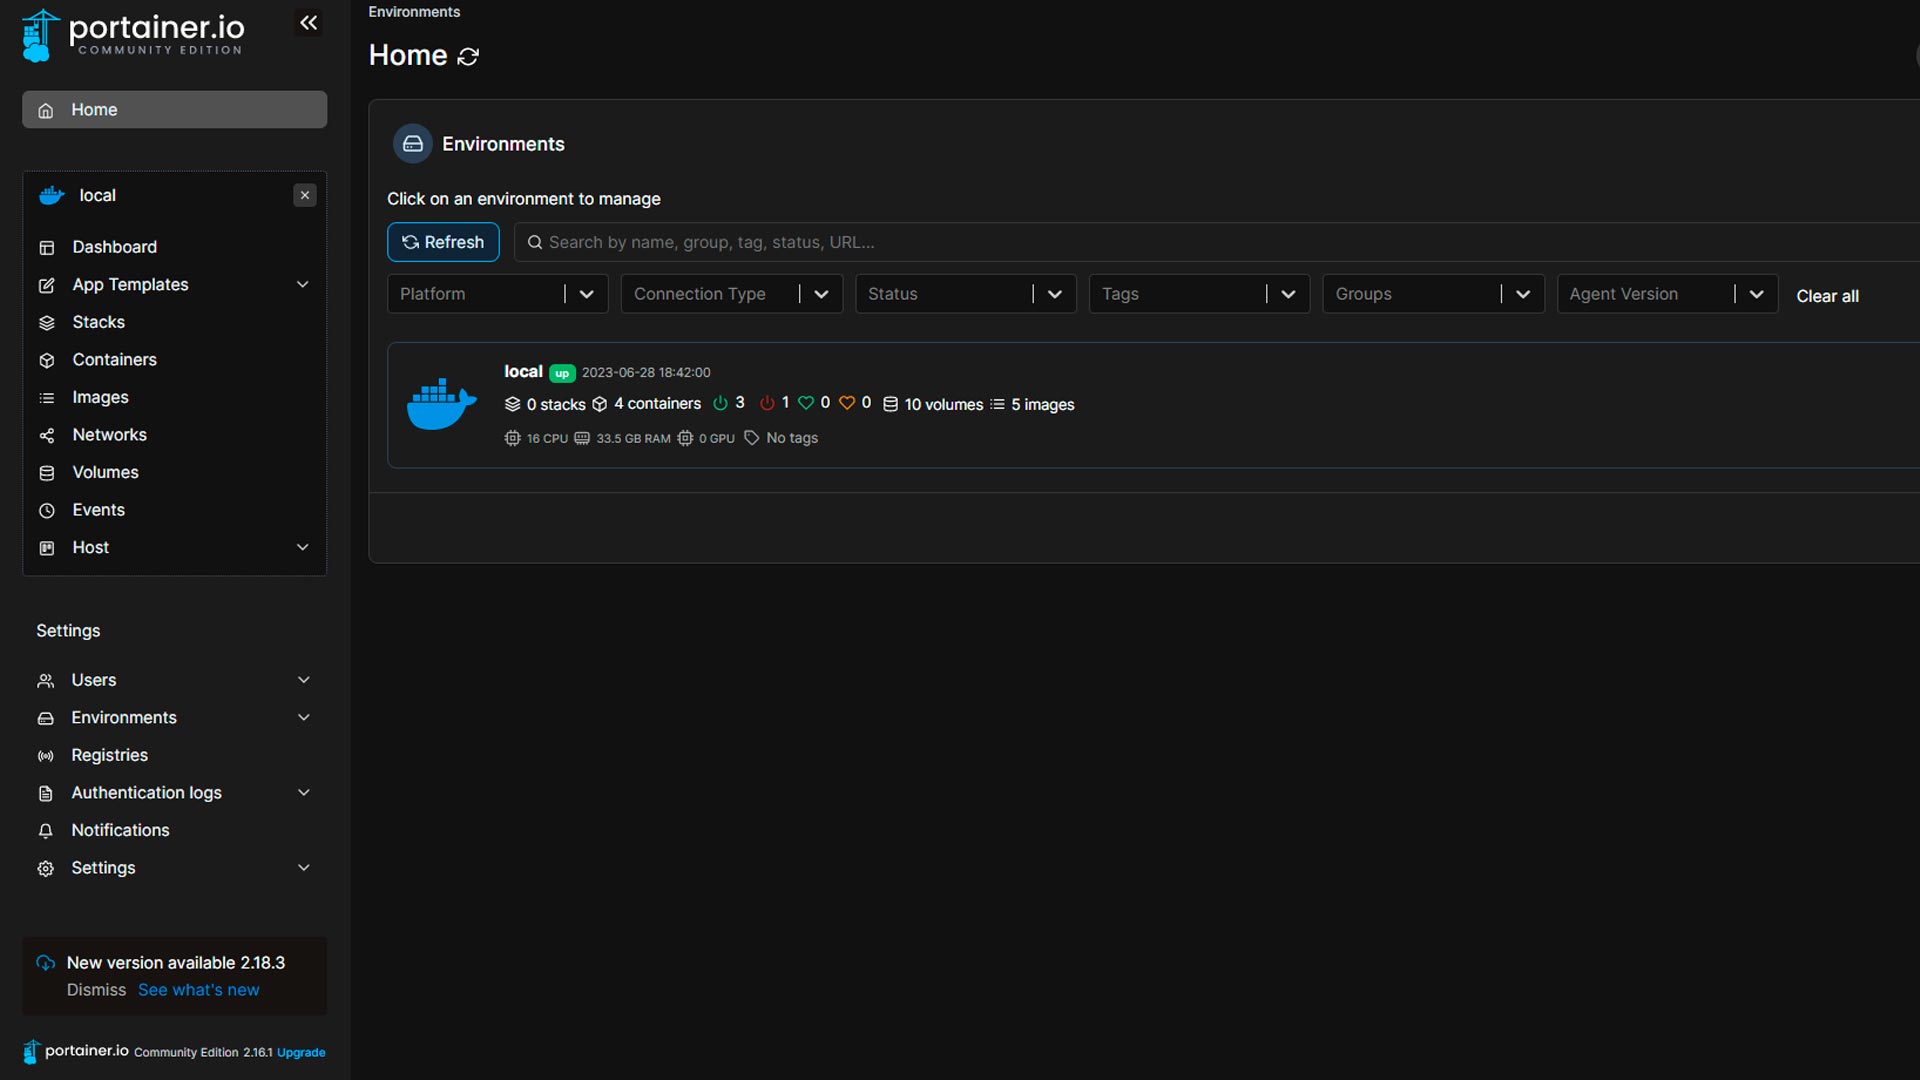 portainer.io
COMMUNITY EDITION
Home
local
Dashboard
App Templates
Stacks
Containers
Images
Networks
Volumes
Events
Host
Settings
Users
Environments
Registries
Authentication logs
Notifications
Settings
New version available 2.18.3
Dismiss See what's new
portainer.io Community Edition 2.16.1 Upgrade
Environments
Home
Environments
Click on an environment to manage
Refresh Search by name, group, tag, status, URL...
Platform Connection Type Status Tags Groups Agent Version Clear all
local up 2023-06-28 18:42:00
0 stacks 4 containers 3 1 0 0 10 volumes 5 images
16 CPU 33.5 GB RAM 0 GPU No tags